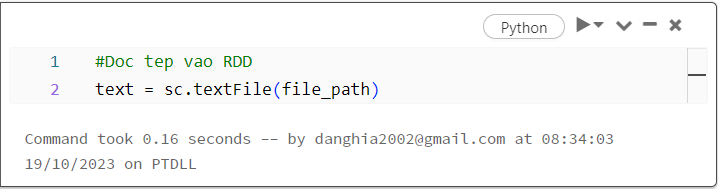 Python
1 #Doc tep vao RDD
2 text = sc.textFile(file_path)
Command took 0.16 seconds -- by danghia2002@gmail.com at 08:34:03
19/10/2023 on PTDLL